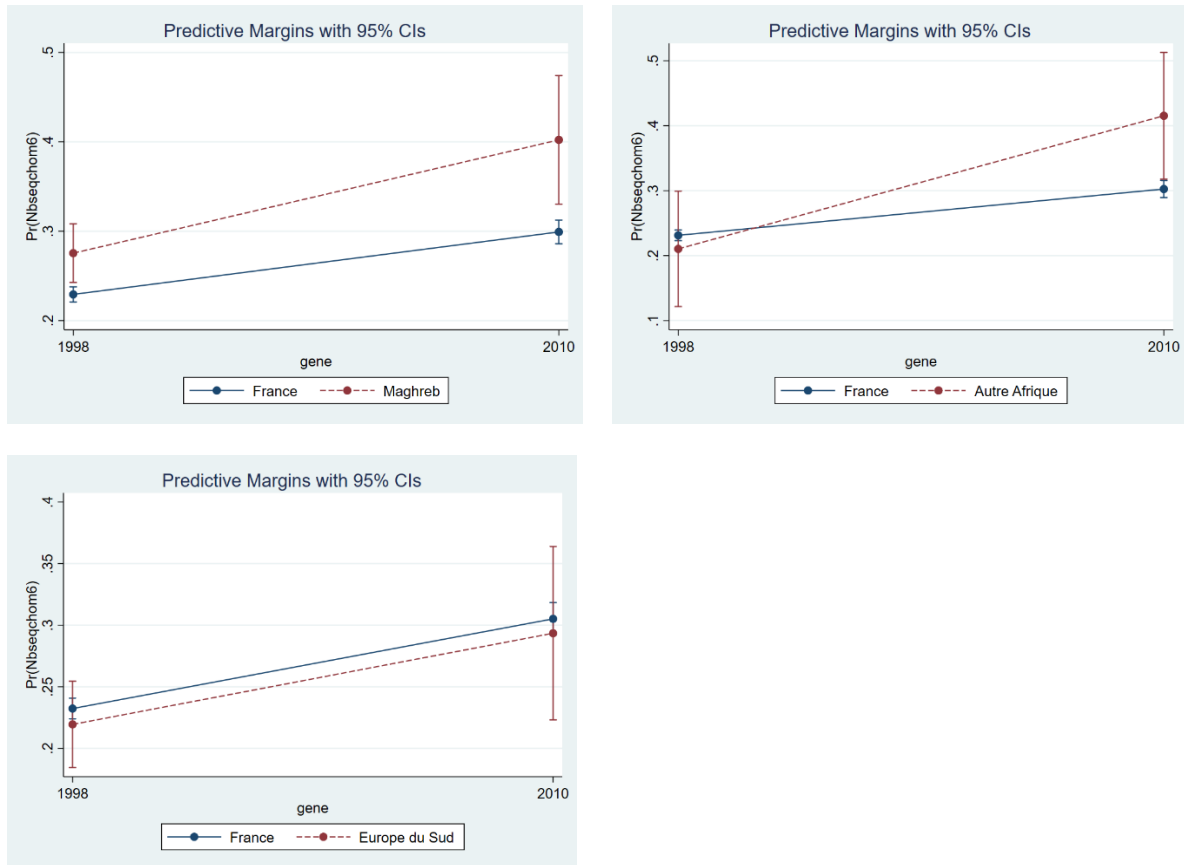 Predictive Margins with 95% CIs
.5
.4
.3
.2
Pr(Nbseqchom6)
1998
2010
gene
France
Maghreb
Predictive Margins with 95% CIs
.5
.4
.3
.2
.1
Pr(Nbseqchom6)
1998
2010
gene
France
Autre Afrique
Predictive Margins with 95% CIs
.4
.35
.3
.25
.2
Pr(Nbseqchom6)
1998
2010
gene
France
Europe du Sud